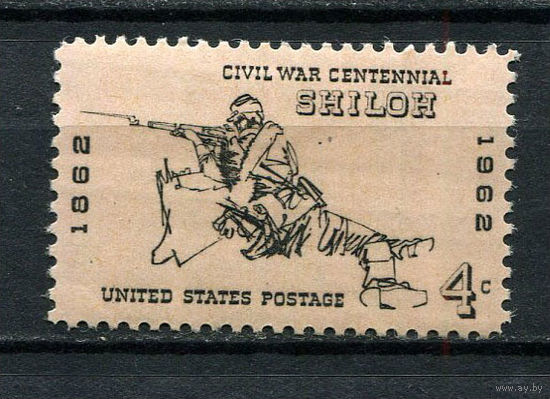 CIVIL WAR CENTENNIAL
SHILOH
1862
1962
UNITED STATES POSTAGE
4c
www.ay.by